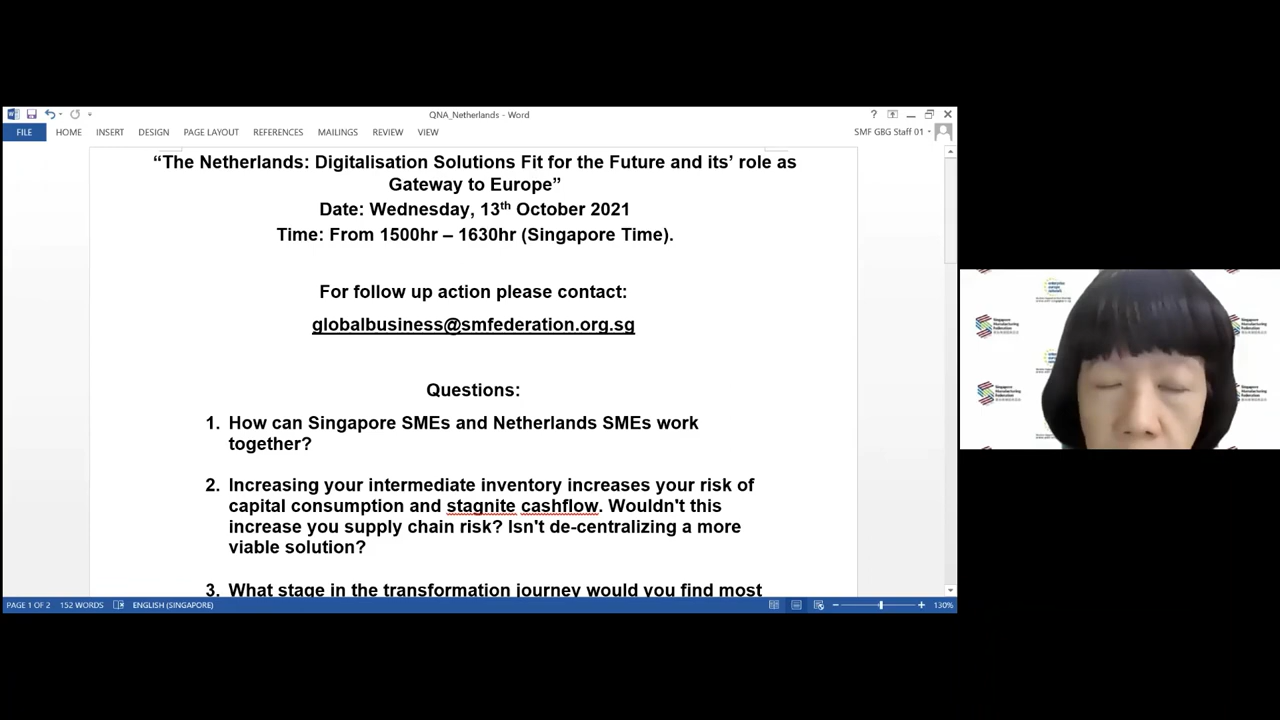 QNA_Netherlands - Word
FILE HOME INSERT DESIGN PAGE LAYOUT REFERENCES MAILINGS REVIEW VIEW SMF GBG Staff 01
“The Netherlands: Digitalisation Solutions Fit for the Future and its’ role as
Gateway to Europe”
Date: Wednesday, 13th October 2021
Time: From 1500hr – 1630hr (Singapore Time).
For follow up action please contact:
globalbusiness@smfederation.org.sg
Questions:
1. How can Singapore SMEs and Netherlands SMEs work
together?
2. Increasing your intermediate inventory increases your risk of
capital consumption and stagnite cashflow. Wouldn't this
increase you supply chain risk? Isn't de-centralizing a more
viable solution?
3. What stage in the transformation journey would you find most
PAGE 1 OF 2 152 WORDS ENGLISH (SINGAPORE) 130%
Singapore
Manufacturing
Federation